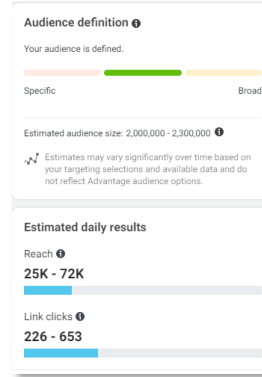 Audience definition
Your audience is defined.
Specific Broad
Estimated audience size: 2,000,000 - 2,300,000
Estimates may vary significantly over time based on
your targeting selections and available data and do
not reflect Advantage audience options.
Estimated daily results
Reach
25K - 72K
Link clicks
226 - 653